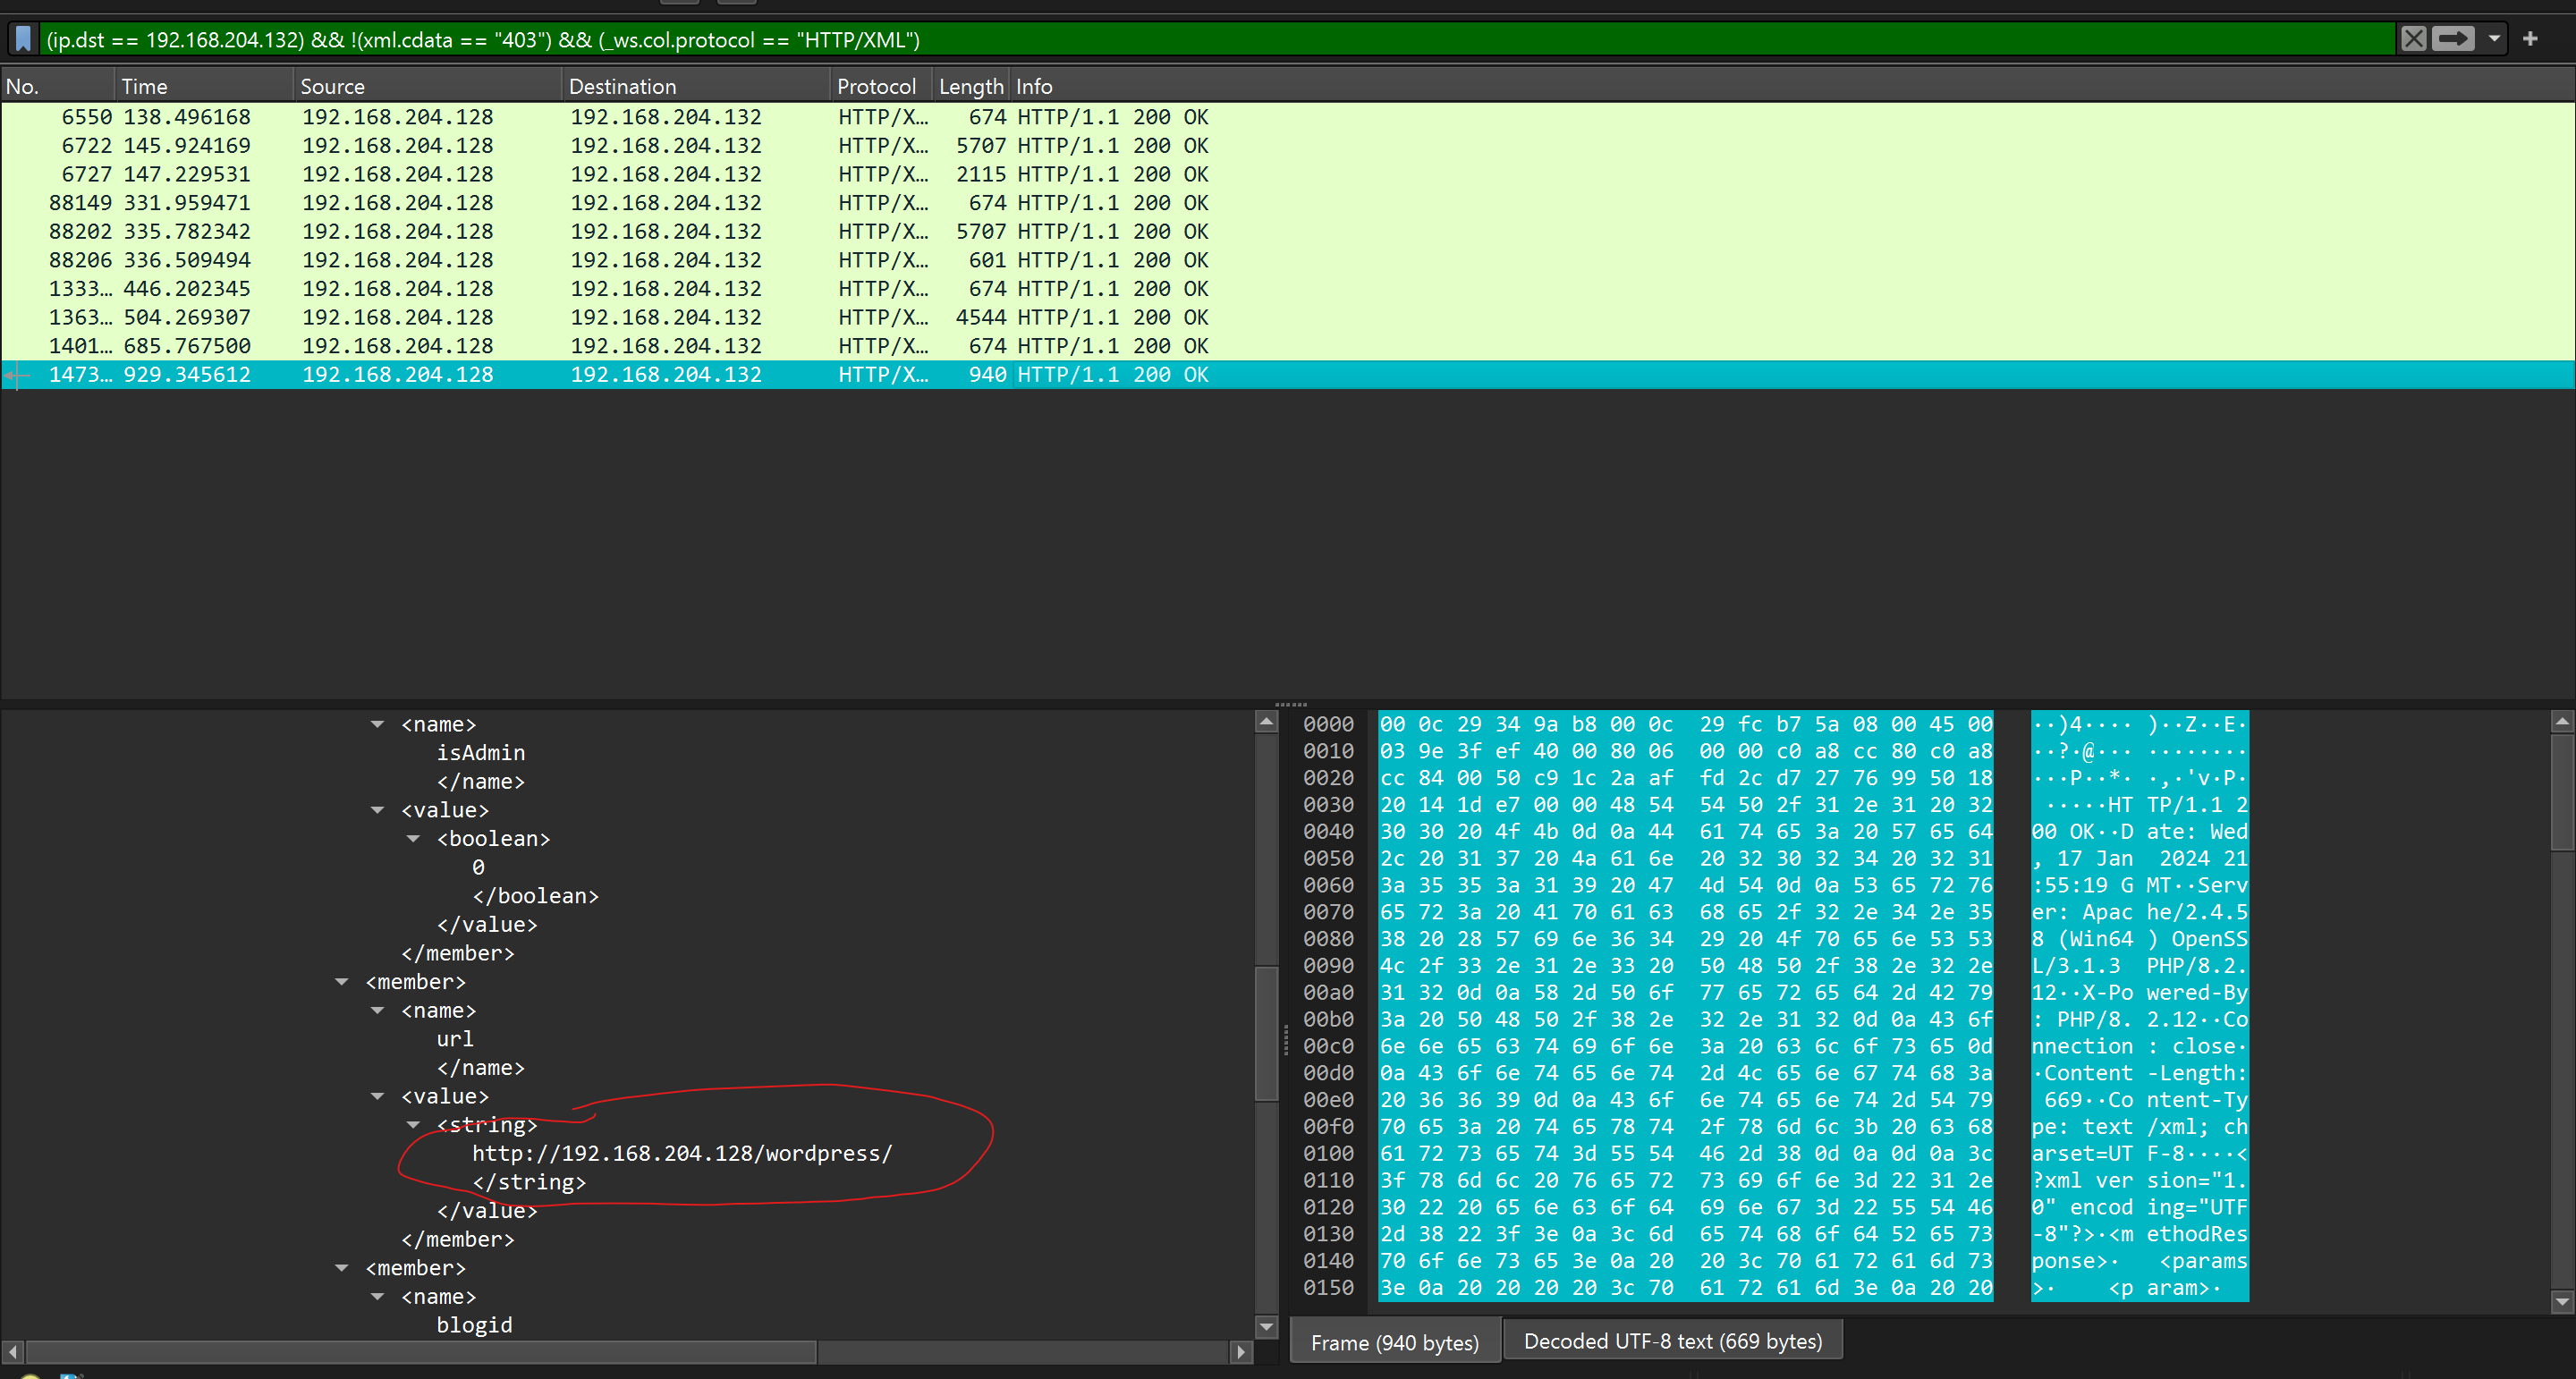 (ip.dst == 192.168.204.132) && !(xml.cdata == "403") && (_ws.col.protocol == "HTTP/XML")
No. Time Source Destination Protocol Length Info
6550 138.496168 192.168.204.128 192.168.204.132 HTTP/X… 674 HTTP/1.1 200 OK
6722 145.924169 192.168.204.128 192.168.204.132 HTTP/X… 5707 HTTP/1.1 200 OK
6727 147.229531 192.168.204.128 192.168.204.132 HTTP/X… 2115 HTTP/1.1 200 OK
88149 331.959471 192.168.204.128 192.168.204.132 HTTP/X… 674 HTTP/1.1 200 OK
88202 335.782342 192.168.204.128 192.168.204.132 HTTP/X… 5707 HTTP/1.1 200 OK
88206 336.509494 192.168.204.128 192.168.204.132 HTTP/X… 601 HTTP/1.1 200 OK
1333… 446.202345 192.168.204.128 192.168.204.132 HTTP/X… 674 HTTP/1.1 200 OK
1363… 504.269307 192.168.204.128 192.168.204.132 HTTP/X… 4544 HTTP/1.1 200 OK
1401… 685.767500 192.168.204.128 192.168.204.132 HTTP/X… 674 HTTP/1.1 200 OK
1473… 929.345612 192.168.204.128 192.168.204.132 HTTP/X… 940 HTTP/1.1 200 OK
<name>
isAdmin
</name>
<value>
<boolean>
0
</boolean>
</value>
</member>
<member>
<name>
url
</name>
<value>
<string>
http://192.168.204.128/wordpress/
</string>
</value>
</member>
<member>
<name>
blogid
0000 00 0c 29 34 9a b8 00 0c 29 fc b7 5a 08 00 45 00 ··)4···· )··Z··E·
0010 03 9e 3f ef 40 00 80 06 00 00 c0 a8 cc 80 c0 a8 ··?·@··· ········
0020 cc 84 00 50 c9 1c 2a af fd 2c d7 27 76 99 50 18 ···P··*· ·,·'v·P·
0030 20 14 1d e7 00 00 48 54 54 50 2f 31 2e 31 20 32 ·····HT TP/1.1 2
0040 30 30 20 4f 4b 0d 0a 44 61 74 65 3a 20 57 65 64 00 OK··D ate: Wed
0050 2c 20 31 37 20 4a 61 6e 20 32 30 32 34 20 32 31 , 17 Jan 2024 21
0060 3a 35 35 3a 31 39 20 47 4d 54 0d 0a 53 65 72 76 :55:19 G MT··Serv
0070 65 72 3a 20 41 70 61 63 68 65 2f 32 2e 34 2e 35 er: Apac he/2.4.5
0080 38 20 28 57 69 6e 36 34 29 20 4f 70 65 6e 53 53 8 (Win64 ) OpenSS
0090 4c 2f 33 2e 31 2e 33 20 50 48 50 2f 38 2e 32 2e L/3.1.3 PHP/8.2.
00a0 31 32 0d 0a 58 2d 50 6f 77 65 72 65 64 2d 42 79 12··X-Po wered-By
00b0 3a 20 50 48 50 2f 38 2e 32 2e 31 32 0d 0a 43 6f : PHP/8. 2.12··Co
00c0 6e 6e 65 63 74 69 6f 6e 3a 20 63 6c 6f 73 65 0d nnection : close·
00d0 0a 43 6f 6e 74 65 6e 74 2d 4c 65 6e 67 74 68 3a ·Content -Length:
00e0 20 36 36 39 0d 0a 43 6f 6e 74 65 6e 74 2d 54 79 669··Co ntent-Ty
00f0 70 65 3a 20 74 65 78 74 2f 78 6d 6c 3b 20 63 68 pe: text /xml; ch
0100 61 72 73 65 74 3d 55 54 46 2d 38 0d 0a 0d 0a 3c arset=UT F-8····<
0110 3f 78 6d 6c 20 76 65 72 73 69 6f 6e 3d 22 31 2e ?xml ver sion="1.
0120 30 22 20 65 6e 63 6f 64 69 6e 67 3d 22 55 54 46 0" encod ing="UTF
0130 2d 38 22 3f 3e 0a 3c 6d 65 74 68 6f 64 52 65 73 -8"?>·<m ethodRes
0140 70 6f 6e 73 65 3e 0a 20 20 3c 70 61 72 61 6d 73 ponse>· <params
0150 3e 0a 20 20 20 20 3c 70 61 72 61 6d 3e 0a 20 20 >· <p aram>·
Frame (940 bytes) Decoded UTF-8 text (669 bytes)